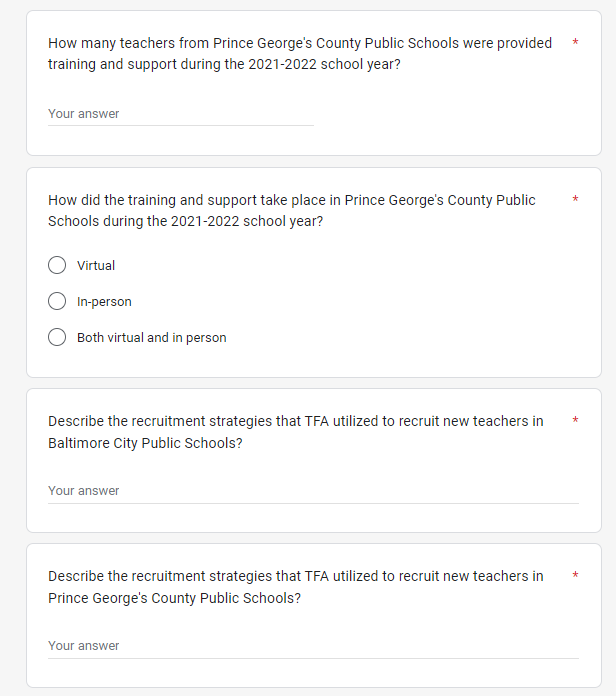 How many teachers from Prince George's County Public Schools were provided *
training and support during the 2021-2022 school year?
Your answer
How did the training and support take place in Prince George's County Public *
Schools during the 2021-2022 school year?
Virtual
In-person
Both virtual and in person
Describe the recruitment strategies that TFA utilized to recruit new teachers in *
Baltimore City Public Schools?
Your answer
Describe the recruitment strategies that TFA utilized to recruit new teachers in *
Prince George's County Public Schools?
Your answer